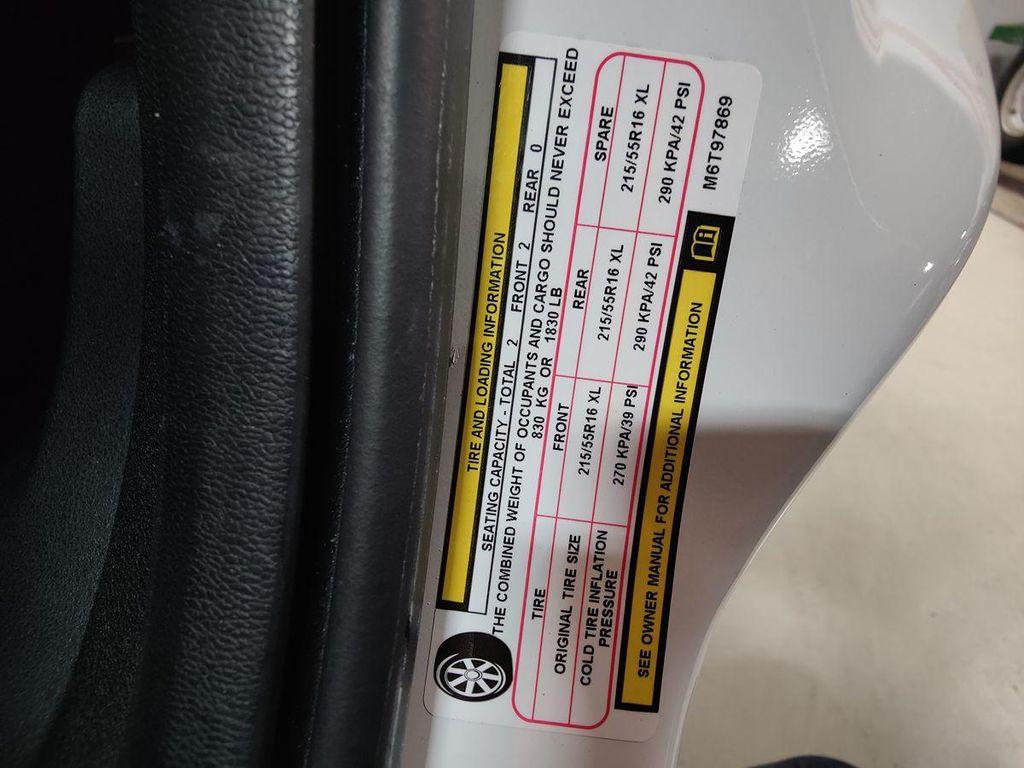 TIRE AND LOADING INFORMATION
SEATING CAPACITY - TOTAL 2 FRONT 2 REAR 0
THE COMBINED WEIGHT OF OCCUPANTS AND CARGO SHOULD NEVER EXCEED
830 KG OR 1830 LB
TIRE FRONT REAR SPARE
ORIGINAL TIRE SIZE 215/55R16 XL 215/55R16 XL 215/55R16 XL
COLD TIRE INFLATION PRESSURE 270 KPA/39 PSI 290 KPA/42 PSI 290 KPA/42 PSI
SEE OWNER MANUAL FOR ADDITIONAL INFORMATION
M6T97869